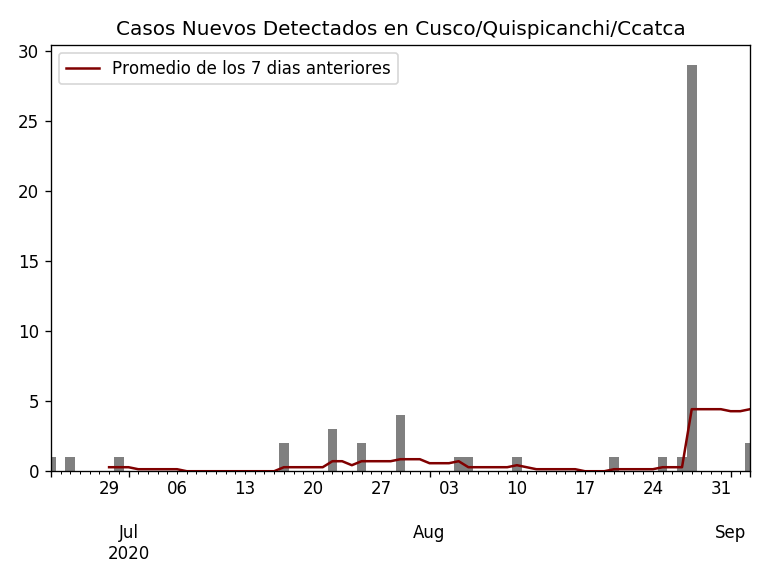 Casos Nuevos Detectados en Cusco/Quispicanchi/Ccatca
Promedio de los 7 dias anteriores
30
25
20
15
10
5
0
29 06 13 20 27 03 10 17 24 31
Jul Aug Sep
2020